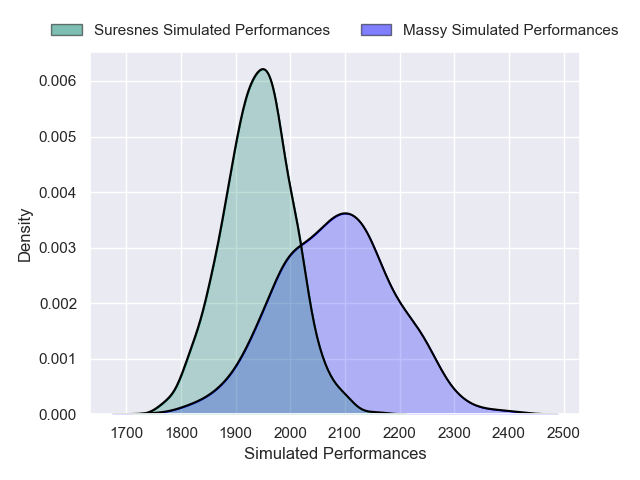 Suresnes Simulated Performances Massy Simulated Performances
0.006
0.005
0.004
0.003
0.002
0.001
0.000
Density
1700 1800 1900 2000 2100 2200 2300 2400 2500
Simulated Performances